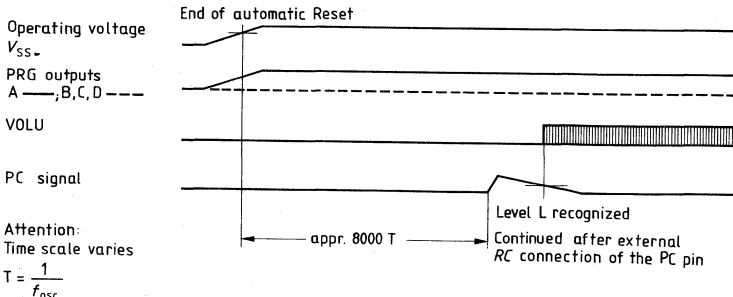 End of automatic Reset
Operating voltage
VSS-
PRG outputs
A ——; B,C,D ----
VOLU
PC signal
Level L recognized
Attention:
Time scale varies
appr. 8000 T
Continued after external
RC connection of the PC pin
T = 1/fosc